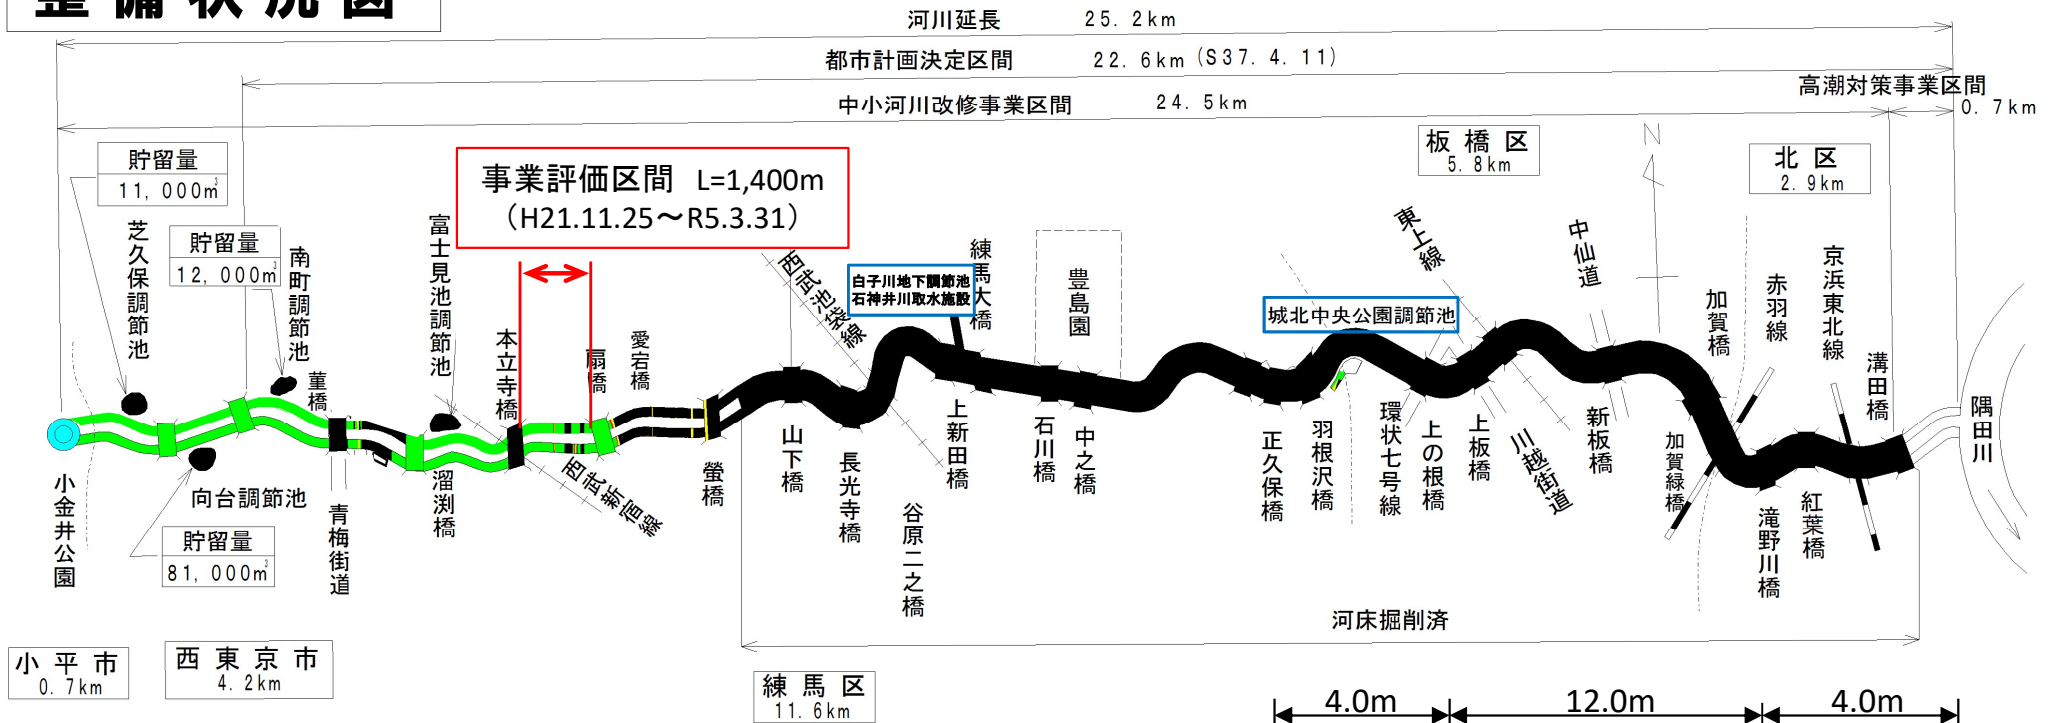 整備状況図
河川延長 25.2km
都市計画決定区間 22.6km (S37.4.11)
高潮対策事業区間
中小河川改修事業区間 24.5km
0.7km
板橋区
5.8km
北区
2.9km
N
貯留量
11,000m³
事業評価区間 L=1,400m
（H21.11.25～R5.3.31）
貯留量
12,000m³
芝久保調節池
南町調節池
富士見池調節池
菫橋
本立寺橋
扇橋
愛宕橋
西武池袋線
白子川地下調節池
石神井川取水施設
練馬大橋
豊島園
城北中央公園調節池
東上線
中仙道
加賀橋
赤羽線
京浜東北線
溝田橋
隅田川
小金井公園
向台調節池
貯留量
81,000m³
青梅街道
溜渕橋
西武新宿線
螢橋
山下橋
長光寺橋
谷原二之橋
上新田橋
石川橋
中之橋
正久保橋
羽根沢橋
環状七号線
上の根橋
上板橋
川越街道
新板橋
加賀緑橋
滝野川橋
紅葉橋
河床掘削済
小平市
0.7km
西東京市
4.2km
練馬区
11.6km
4.0m
12.0m
4.0m